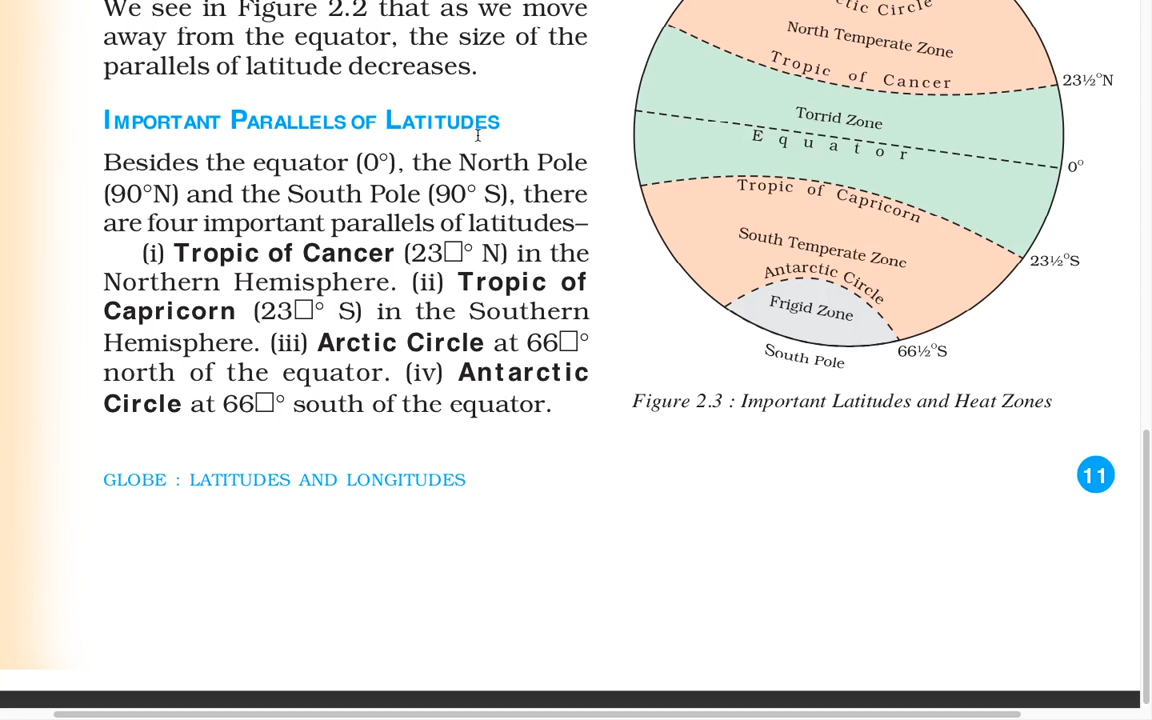 We see in Figure 2.2 that as we move
away from the equator, the size of the
parallels of latitude decreases.
IMPORTANT PARALLELS OF LATITUDES
Besides the equator (0°), the North Pole
(90°N) and the South Pole (90° S), there
are four important parallels of latitudes–
(i) Tropic of Cancer (23□° N) in the
Northern Hemisphere. (ii) Tropic of
Capricorn (23□° S) in the Southern
Hemisphere. (iii) Arctic Circle at 66□°
north of the equator. (iv) Antarctic
Circle at 66□° south of the equator.
Circle
North Temperate Zone
Tropic of Cancer
23½°N
Torrid Zone
Equator
0°
Tropic of Capricorn
South Temperate Zone
23½°S
Antarctic Circle
Frigid Zone
South Pole
66½°S
Figure 2.3 : Important Latitudes and Heat Zones
GLOBE : LATITUDES AND LONGITUDES
11